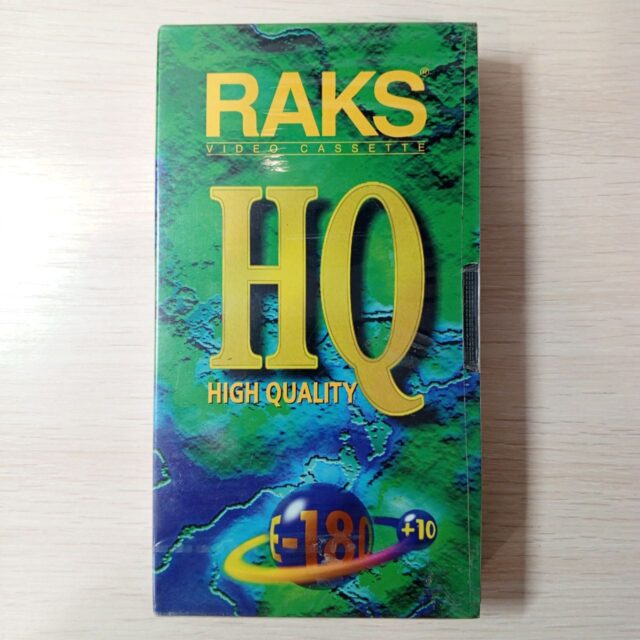 RAKS®
VIDEO CASSETTE
HQ
HIGH QUALITY
E-180
+10